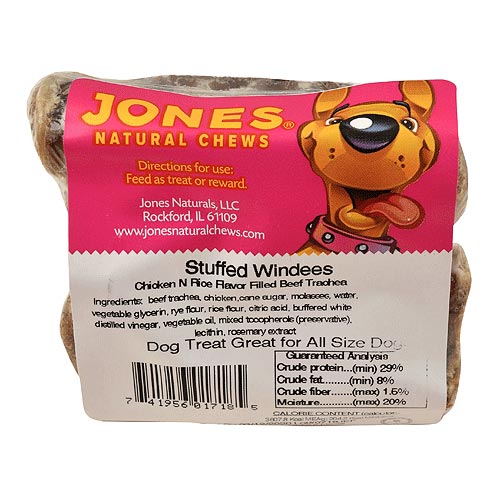 JONES®
NATURAL CHEWS
Directions for use:
Feed as treat or reward.
Jones Naturals, LLC
Rockford, IL 61109
www.jonesnaturalchews.com
Stuffed Windees
Chicken N Rice Flavor Filled Beef Trachea
Ingredients: beef trachea, chicken, cane sugar, molasses, water,
vegetable glycerin, rye flour, rice flour, citric acid, buffered white
distilled vinegar, vegetable oil, mixed tocopherols (preservative),
lecithin, rosemary extract
Dog Treat Great for All Size Dogs
Guaranteed Analysis
Crude protein...(min) 29%
Crude fat.........(min) 8%
Crude fiber......(max) 1.5%
Moisture..........(max) 20%
7 41956 01718 5
CALORIE CONTENT